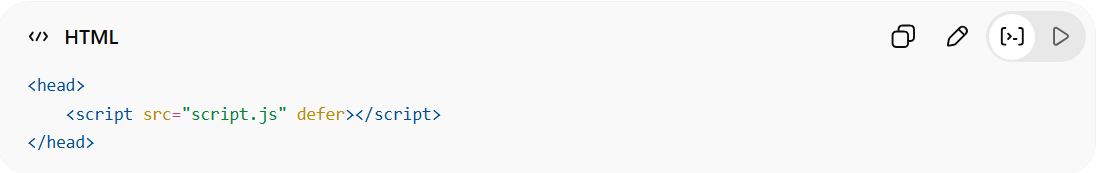 HTML
<head>
    <script src="script.js" defer></script>
</head>